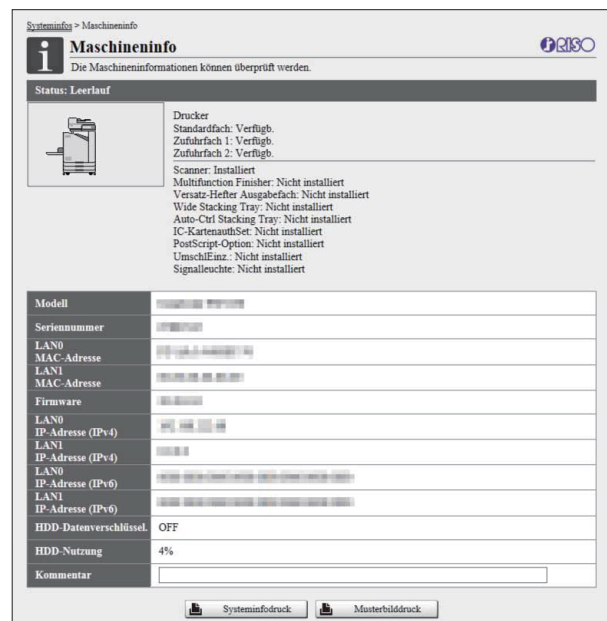 Systeminfos > Maschineninfo
Maschineninfo
RISO
Die Maschineninformationen können überprüft werden.
Status: Leerlauf
Drucker
Standardfach: Verfügb.
Zufuhrfach 1: Verfügb.
Zufuhrfach 2: Verfügb.
Scanner: Installiert
Multifunction Finisher: Nicht installiert
Versatz-Hefter Ausgabefach: Nicht installiert
Wide Stacking Tray: Nicht installiert
Auto-Ctrl Stacking Tray: Nicht installiert
IC-KartenauthSet: Nicht installiert
PostScript-Option: Nicht installiert
UmschlEinz.: Nicht installiert
Signalleuchte: Nicht installiert
Modell
Seriennummer
LAN0
MAC-Adresse
LAN1
MAC-Adresse
Firmware
LAN0
IP-Adresse (IPv4)
LAN1
IP-Adresse (IPv4)
LAN0
IP-Adresse (IPv6)
LAN1
IP-Adresse (IPv6)
HDD-Datenverschlüssel. OFF
HDD-Nutzung 4%
Kommentar
Systeminfodruck Musterbilddruck